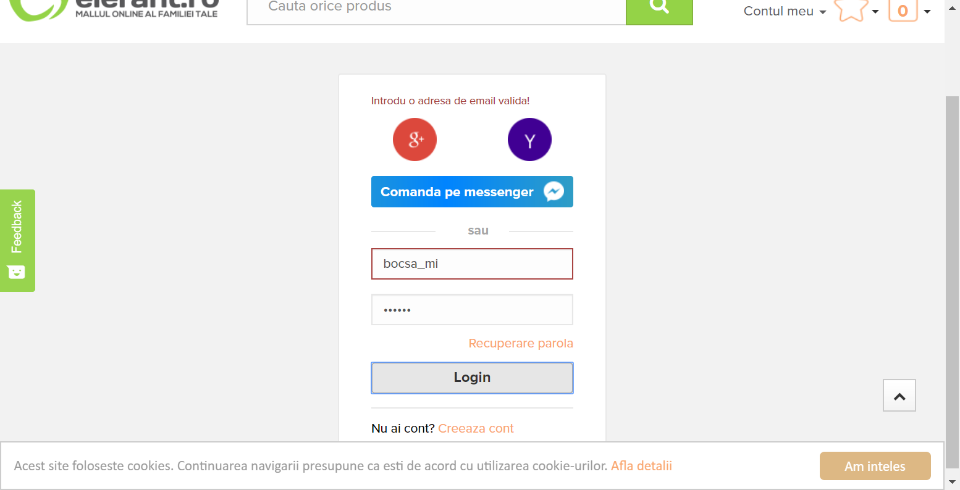 elefant.ro
MALLUL ONLINE AL FAMILIEI TALE
Cauta orice produs
Contul meu
0
Introdu o adresa de email valida!
g+
Y
Comanda pe messenger
sau
Feedback
bocsa_mi
••••••
Recuperare parola
Login
Nu ai cont? Creeaza cont
Acest site foloseste cookies. Continuarea navigarii presupune ca esti de acord cu utilizarea cookie-urilor. Afla detalii
Am inteles